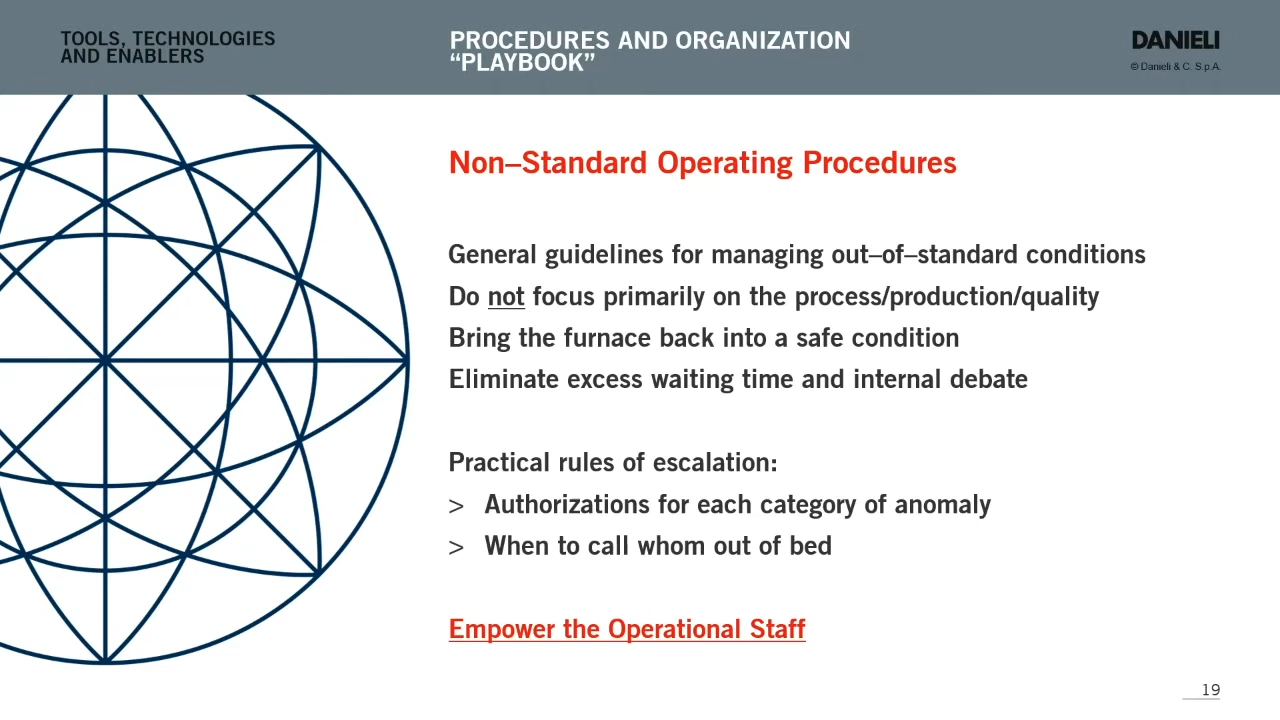 TOOLS, TECHNOLOGIES
AND ENABLERS
PROCEDURES AND ORGANIZATION
“PLAYBOOK”
DANIELI
© Danieli & C. S.p.A.
Non–Standard Operating Procedures
General guidelines for managing out–of–standard conditions
Do not focus primarily on the process/production/quality
Bring the furnace back into a safe condition
Eliminate excess waiting time and internal debate
Practical rules of escalation:
> Authorizations for each category of anomaly
> When to call whom out of bed
Empower the Operational Staff
19